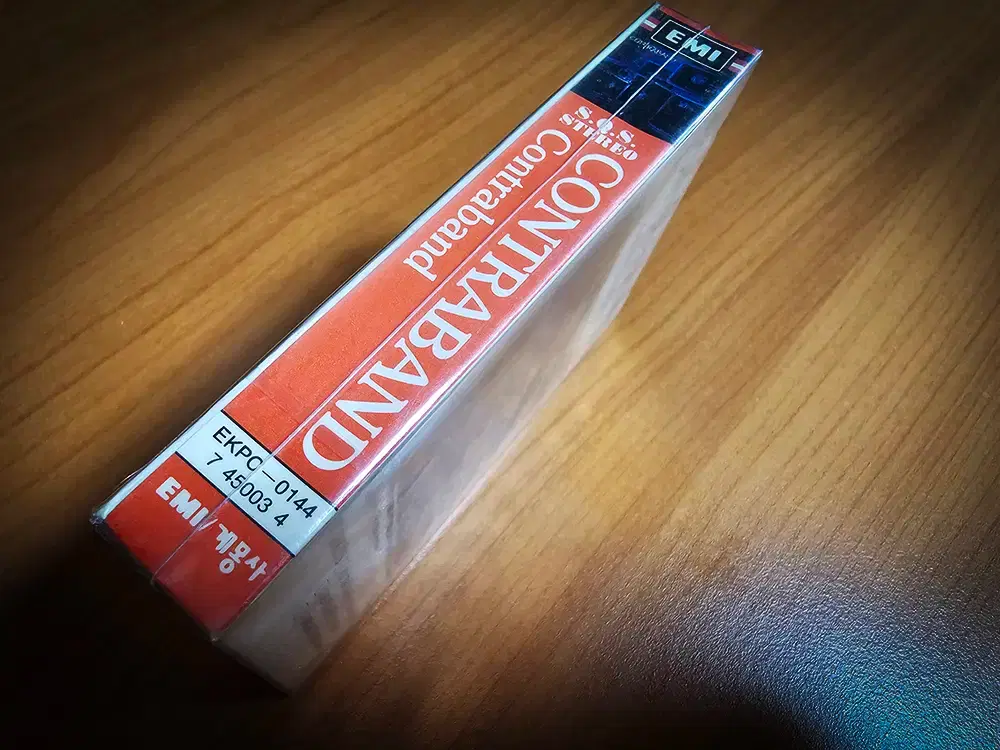 EMI
S.Q.S.
STEREO
Contraband
CONTRABAND
EKPC-0144
7 45003 4
EMI/계몽사